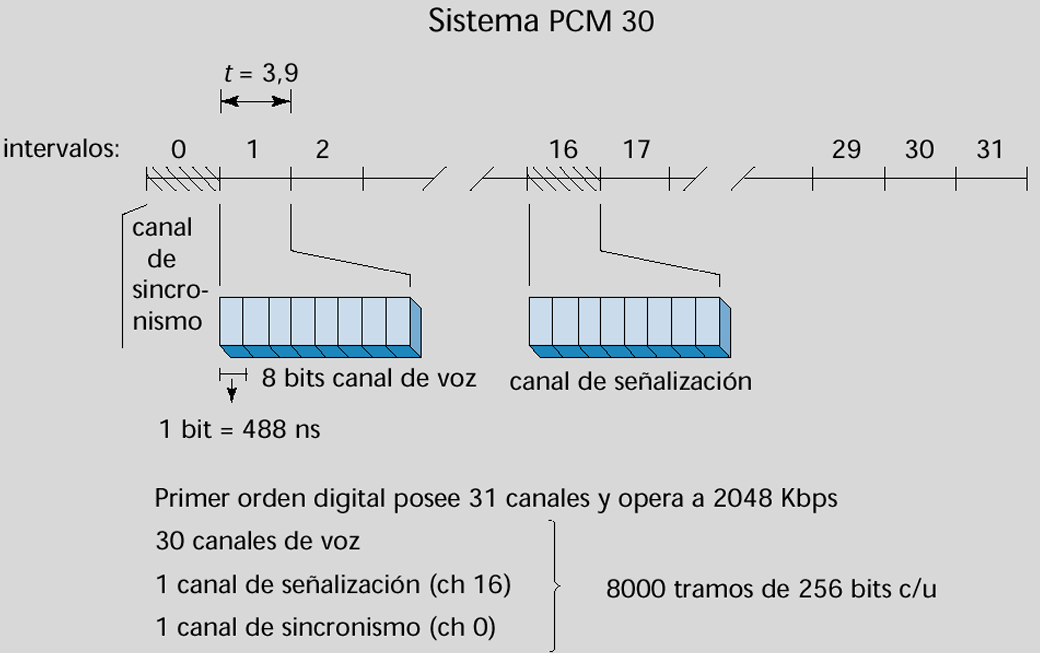 Sistema PCM 30
t = 3,9
intervalos: 0 1 2 16 17 29 30 31
canal
de
sincro-
nismo
8 bits canal de voz
canal de señalización
1 bit = 488 ns
Primer orden digital posee 31 canales y opera a 2048 Kbps
30 canales de voz
1 canal de señalización (ch 16)
1 canal de sincronismo (ch 0)
8000 tramos de 256 bits c/u